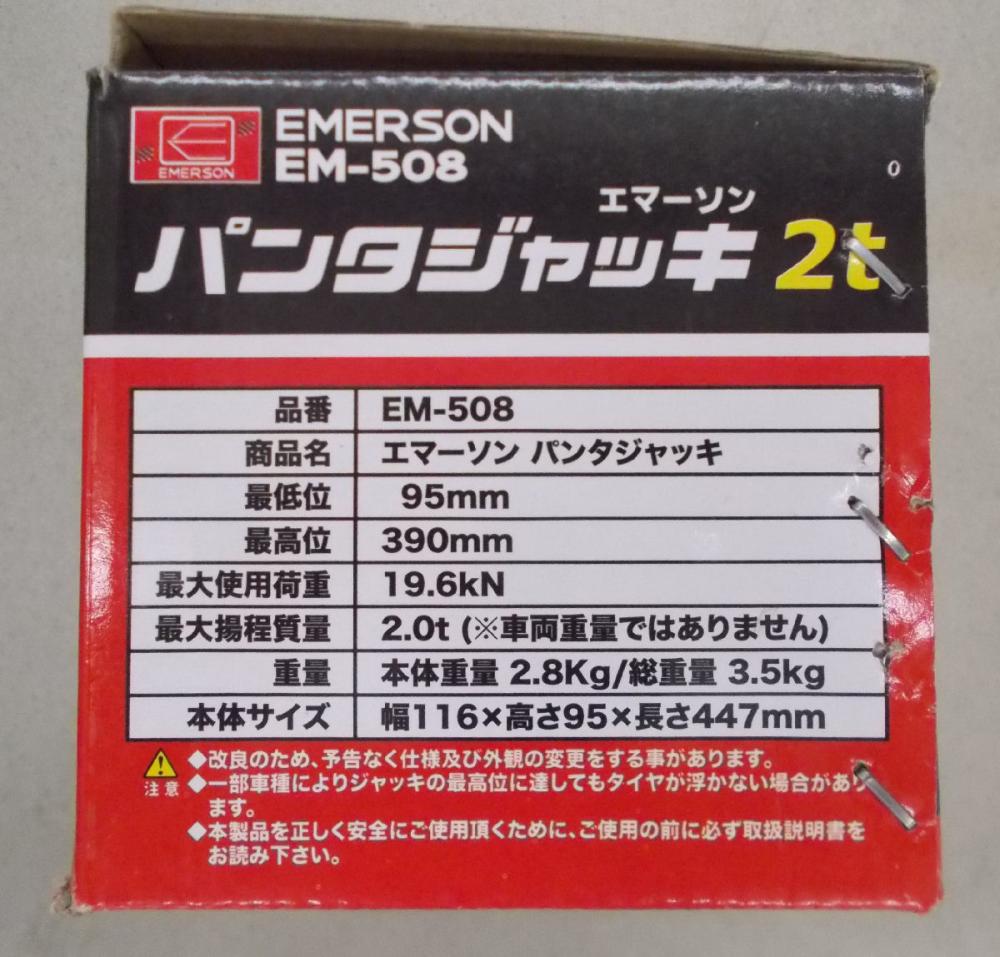 EMERSON
EMERSON
EM-508
0
エマーソン
パンタジャッキ 2t
品番 EM-508
商品名 エマーソン パンタジャッキ
最低位 95mm
最高位 390mm
最大使用荷重 19.6kN
最大揚程質量 2.0t (※車両重量ではありません)
重量 本体重量 2.8Kg/総重量 3.5kg
本体サイズ 幅116×高さ95×長さ447mm
注意
◆改良のため、予告なく仕様及び外観の変更をする事があります。
◆一部車種によりジャッキの最高位に達してもタイヤが浮かない場合があり
ます。
◆本製品を正しく安全にご使用頂くために、ご使用の前に必ず取扱説明書を
お読み下さい。